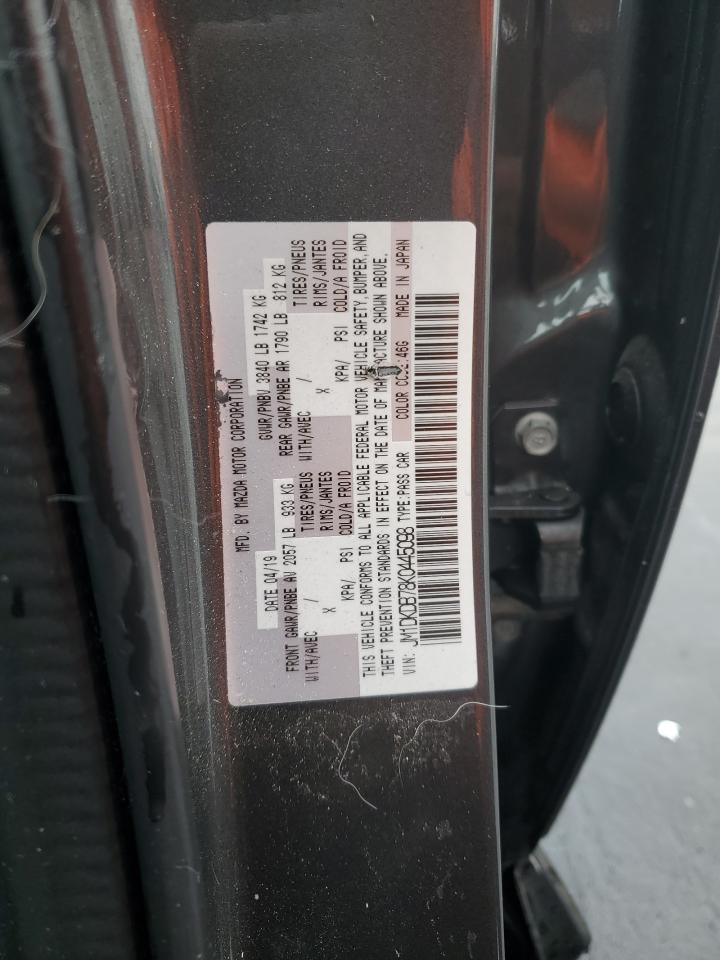 MFD. BY MAZDA MOTOR CORPORATION
DATE 04/19 GVWR/PNBV 3840 LB 1742 KG
FRONT GAWR/PNBE AV 2057 LB 933 KG REAR GAWR/PNBE AR 1790 LB 812 KG
WITH/AVEC TIRES/PNEUS WITH/AVEC TIRES/PNEUS
X RIMS/JANTES X RIMS/JANTES
KPA/ PSI COLD/A FROID KPA/ PSI COLD/A FROID
THIS VEHICLE CONFORMS TO ALL APPLICABLE FEDERAL MOTOR VEHICLE SAFETY, BUMPER, AND
THEFT PREVENTION STANDARDS IN EFFECT ON THE DATE OF MANUFACTURE SHOWN ABOVE.
VIN: JM1DKDB78K0445098 TYPE:PASS CAR COLOR CODE:46G MADE IN JAPAN